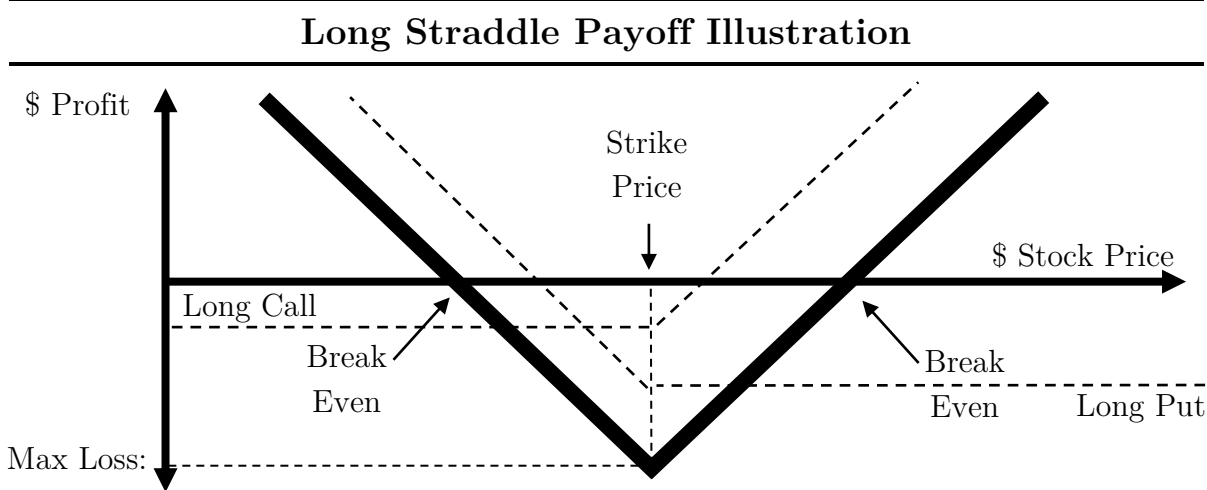 Long Straddle Payoff Illustration
$ Profit
Strike
Price
$ Stock Price
Long Call
Break
Even
Break
Even
Long Put
Max Loss: